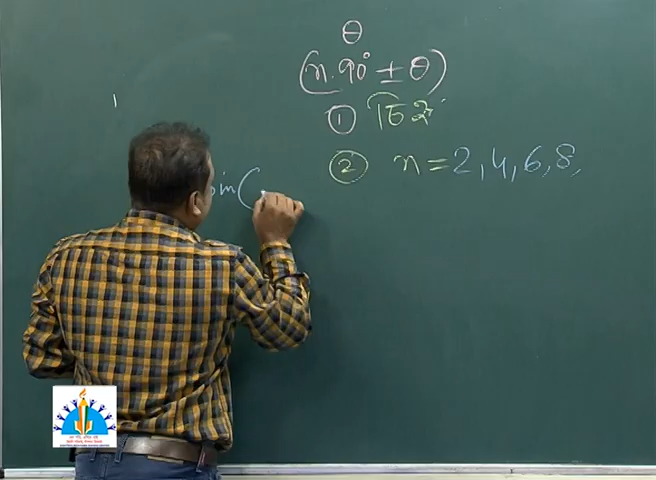 θ
(n.90° ± θ)
① চিহ্ন
② n = 2, 4, 6, 8,
sin(